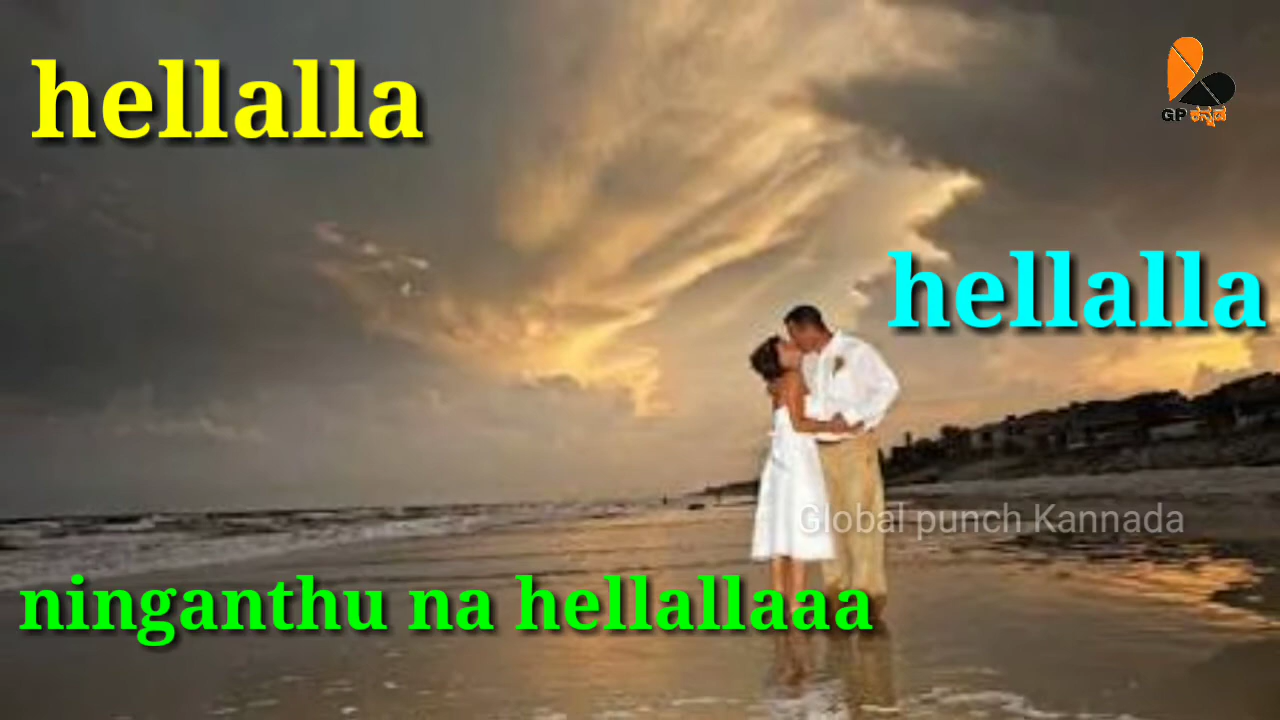 hellalla
GP ಕನ್ನಡ
hellalla
Global punch Kannada
ninganthu na hellallaaa